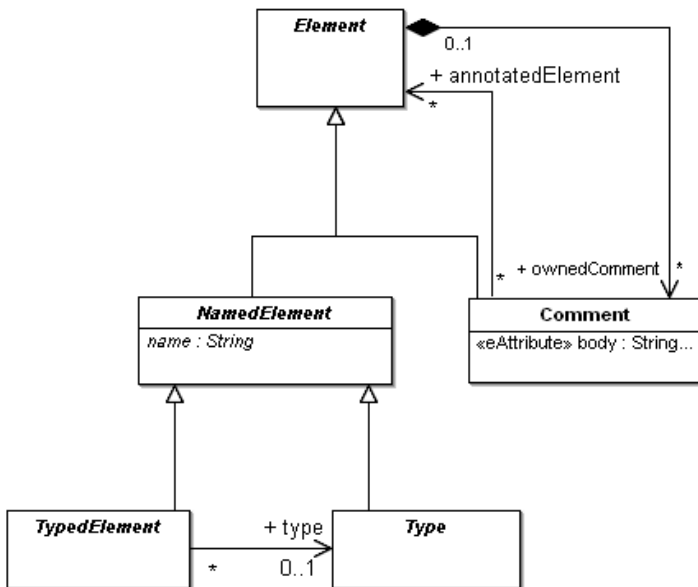 Element
0..1
+ annotatedElement
*
* + ownedComment *
NamedElement
name : String
Comment
«eAttribute» body : String...
TypedElement
+ type
* 0..1
Type